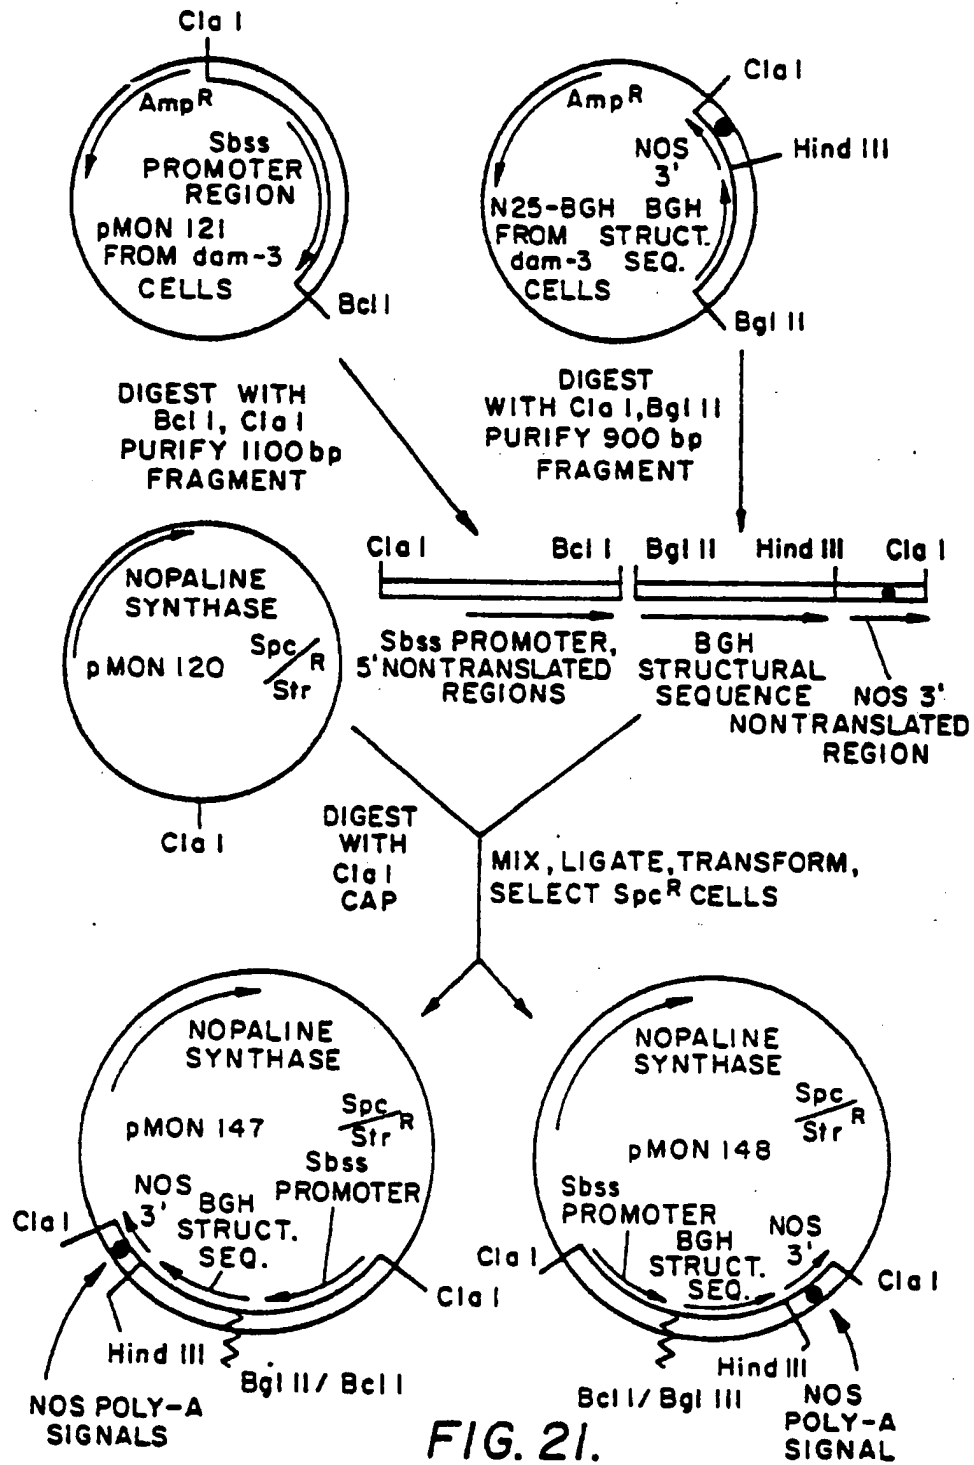 Cla I
Amp R
Sbss
PROMOTER
REGION
pMON 121
FROM dam-3
CELLS
Bcl I
Cla I
Amp R
Hind III
NOS
3'
N25-BGH BGH
FROM STRUCT.
dam-3 SEQ.
CELLS
Bgl II
DIGEST WITH
Bcl I, Cla I
PURIFY 1100 bp
FRAGMENT
DIGEST
WITH Cla I, Bgl II
PURIFY 900 bp
FRAGMENT
Cla I Bcl I Bgl II Hind III Cla I
NOPALINE
SYNTHASE
pMON 120
Spc/Str R
Cla I
Sbss PROMOTER,
5' NONTRANSLATED
REGIONS
BGH
STRUCTURAL
SEQUENCE
NOS 3'
NONTRANSLATED
REGION
DIGEST
WITH
Cla I
CAP
MIX, LIGATE, TRANSFORM,
SELECT Spc R CELLS
NOPALINE
SYNTHASE
pMON 147
Spc/Str R
Sbss
PROMOTER
NOS
3'
BGH
STRUCT.
SEQ.
Cla I
Cla I
Hind III
Bgl II / Bcl I
NOS POLY-A
SIGNALS
NOPALINE
SYNTHASE
Spc/Str R
pMON 148
Sbss
PROMOTER
BGH
STRUCT.
SEQ.
NOS
3'
Cla I
Cla I
Hind III
Bcl I / Bgl III
NOS
POLY-A
SIGNAL
FIG. 21.